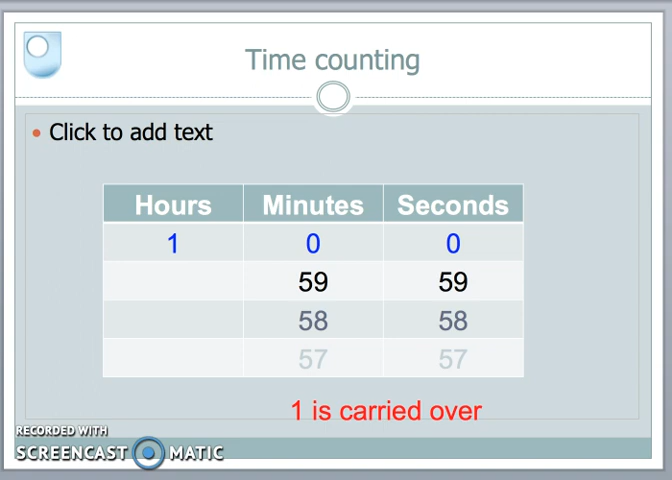 Time counting
Click to add text
Hours Minutes Seconds
1 0 0
59 59
58 58
57 57
1 is carried over
RECORDED WITH
SCREENCAST MATIC